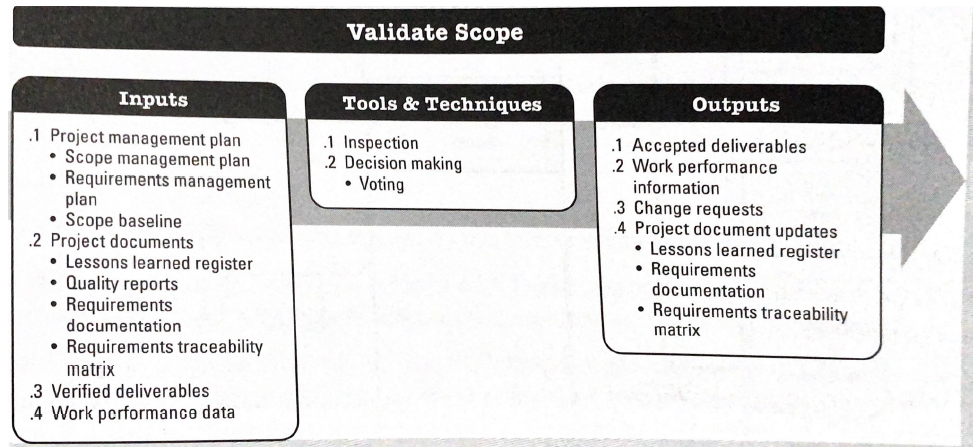 Validate Scope
Inputs
.1 Project management plan
• Scope management plan
• Requirements management
plan
• Scope baseline
.2 Project documents
• Lessons learned register
• Quality reports
• Requirements
documentation
• Requirements traceability
matrix
.3 Verified deliverables
.4 Work performance data
Tools & Techniques
.1 Inspection
.2 Decision making
• Voting
Outputs
.1 Accepted deliverables
.2 Work performance
information
.3 Change requests
.4 Project document updates
• Lessons learned register
• Requirements
documentation
• Requirements traceability
matrix